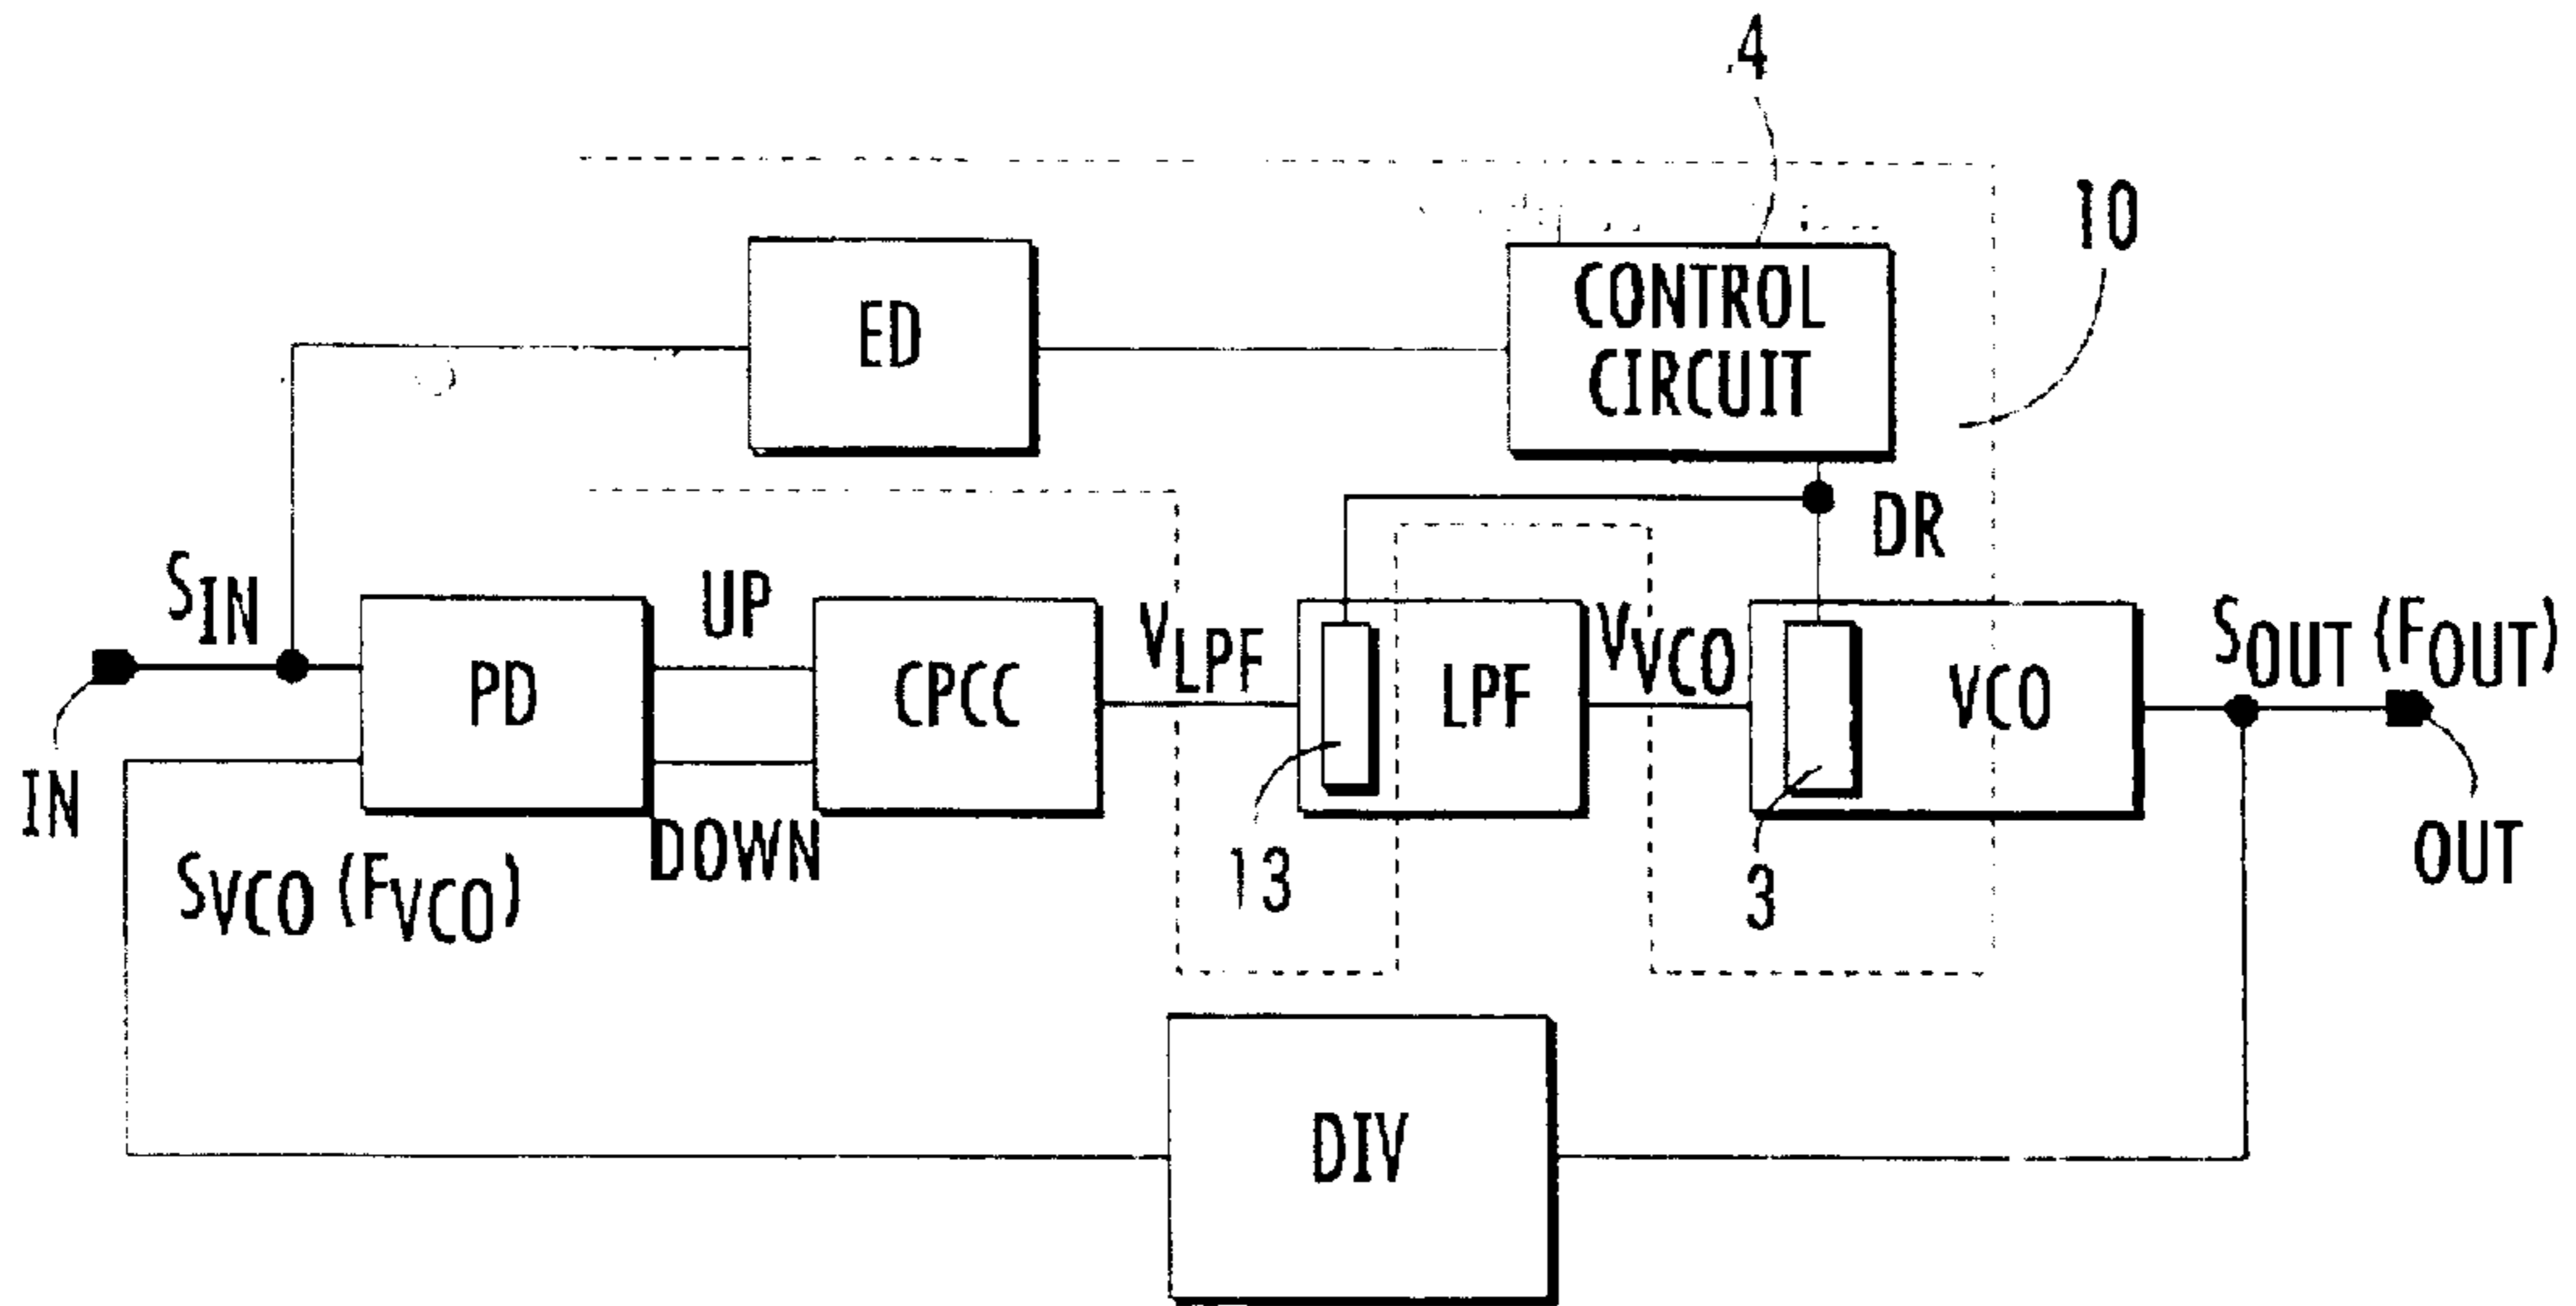 4
10
ED
CONTROL
CIRCUIT
DR
SIN
UP
VLPF
VVCO
SOUT (FOUT)
PD
CPCC
LPF
VCO
IN
DOWN
OUT
SVCO (FVCO)
13
3
DIV